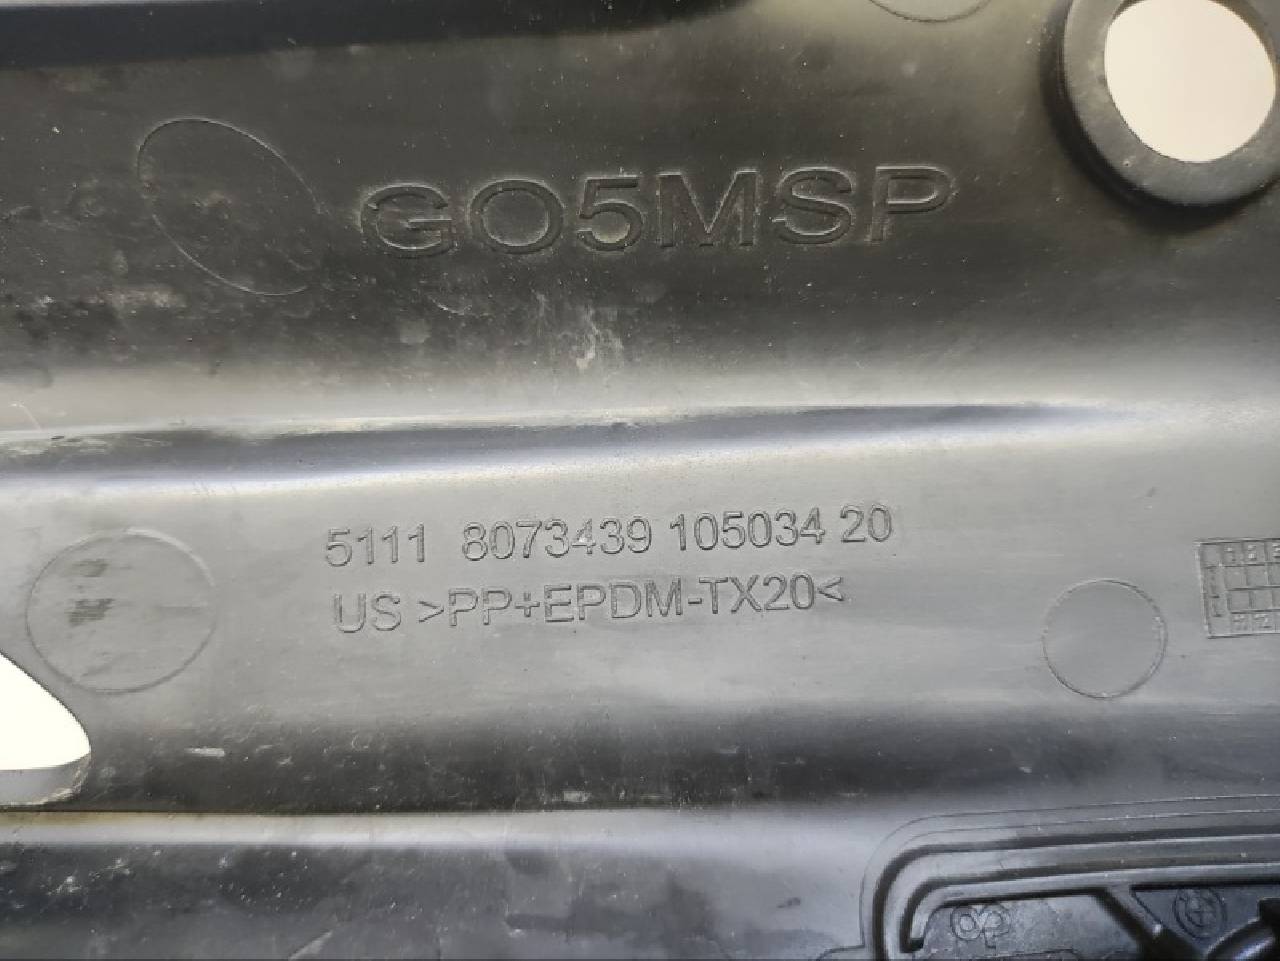 GO5MSP
5111 8073439 105034 20
US >PP+EPDM-TX20<